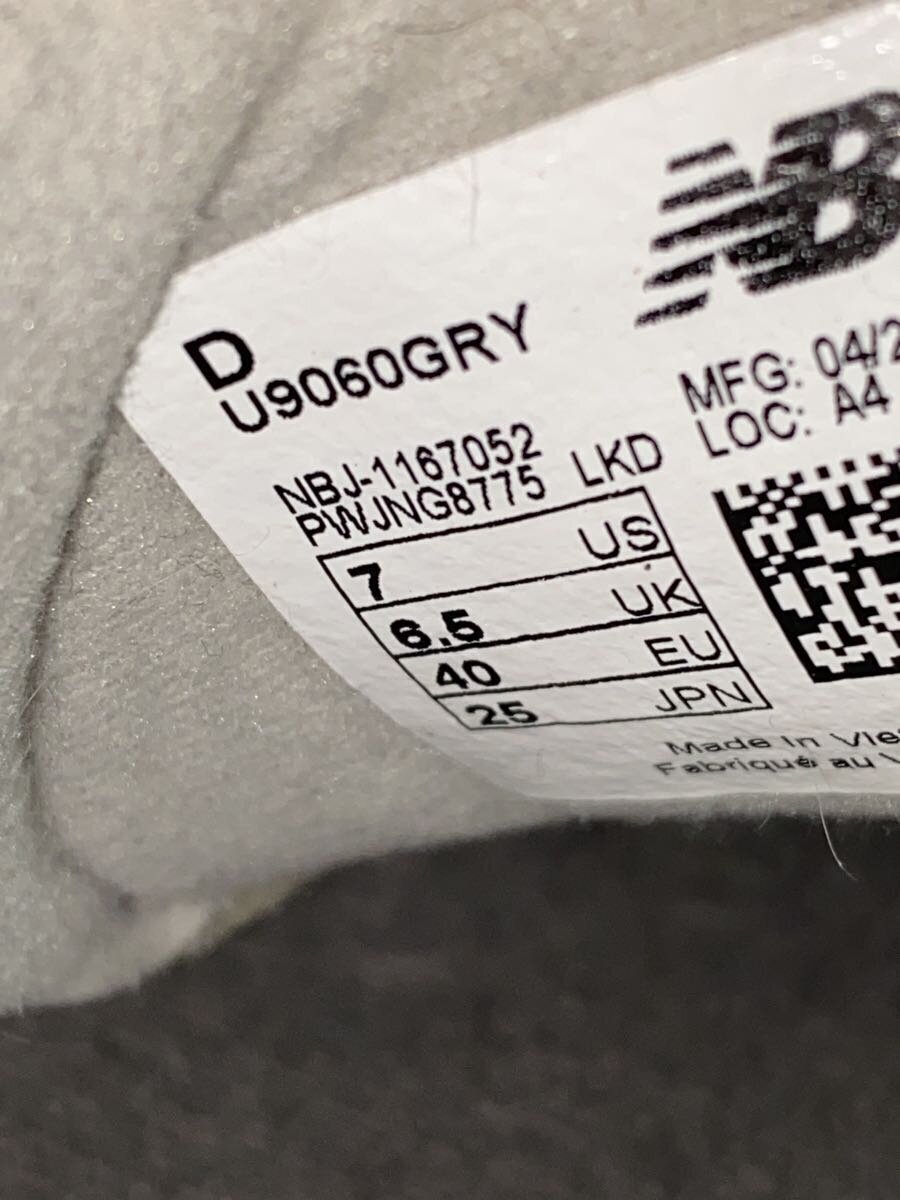 NB
D
U9060GRY
MFG: 04/2
LOC: A4
NBJ-1167052
PWJNG8775 LKD
7 US
6.5 UK
40 EU
25 JPN
Made in Vie
Fabriqué au V